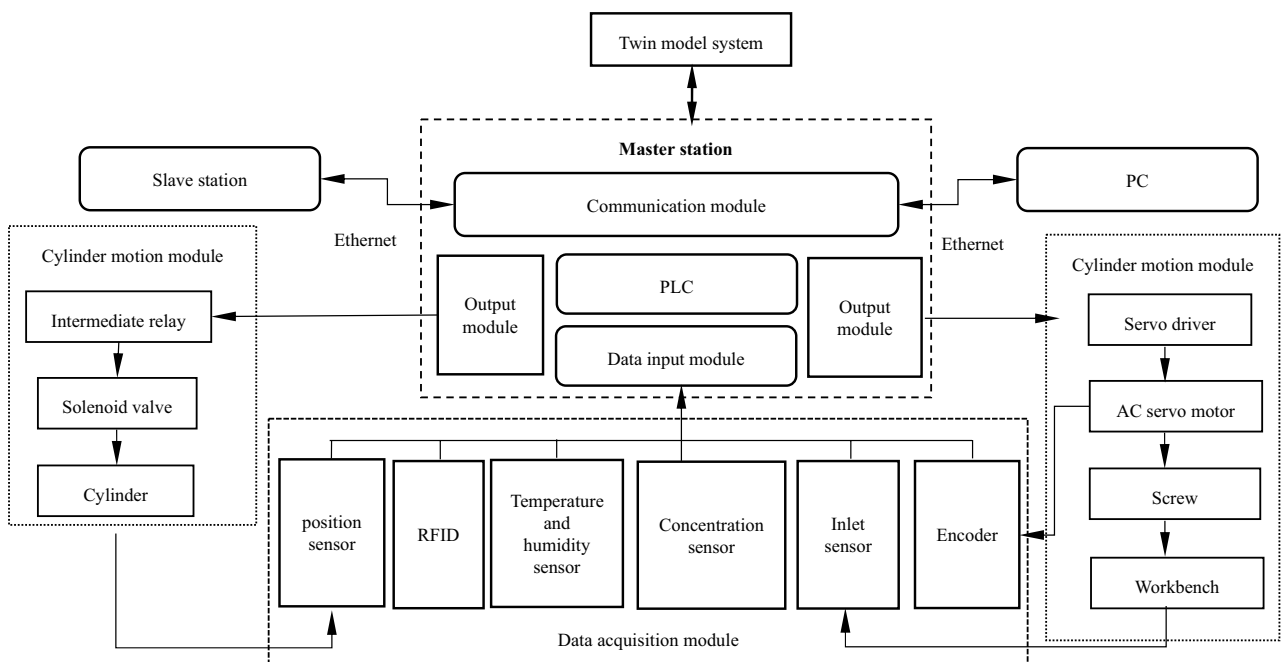 Twin model system
Master station
Slave station
Communication module
PC
Ethernet
Ethernet
Cylinder motion module
Intermediate relay
Solenoid valve
Cylinder
Output
module
PLC
Data input module
Output
module
Cylinder motion module
Servo driver
AC servo motor
Screw
Workbench
position
sensor
RFID
Temperature
and
humidity
sensor
Concentration
sensor
Inlet
sensor
Encoder
Data acquisition module